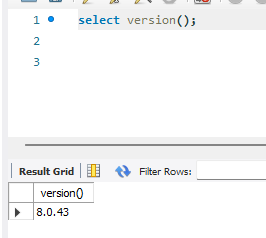 1 select version();
2
3
Result Grid Filter Rows:
version()
8.0.43